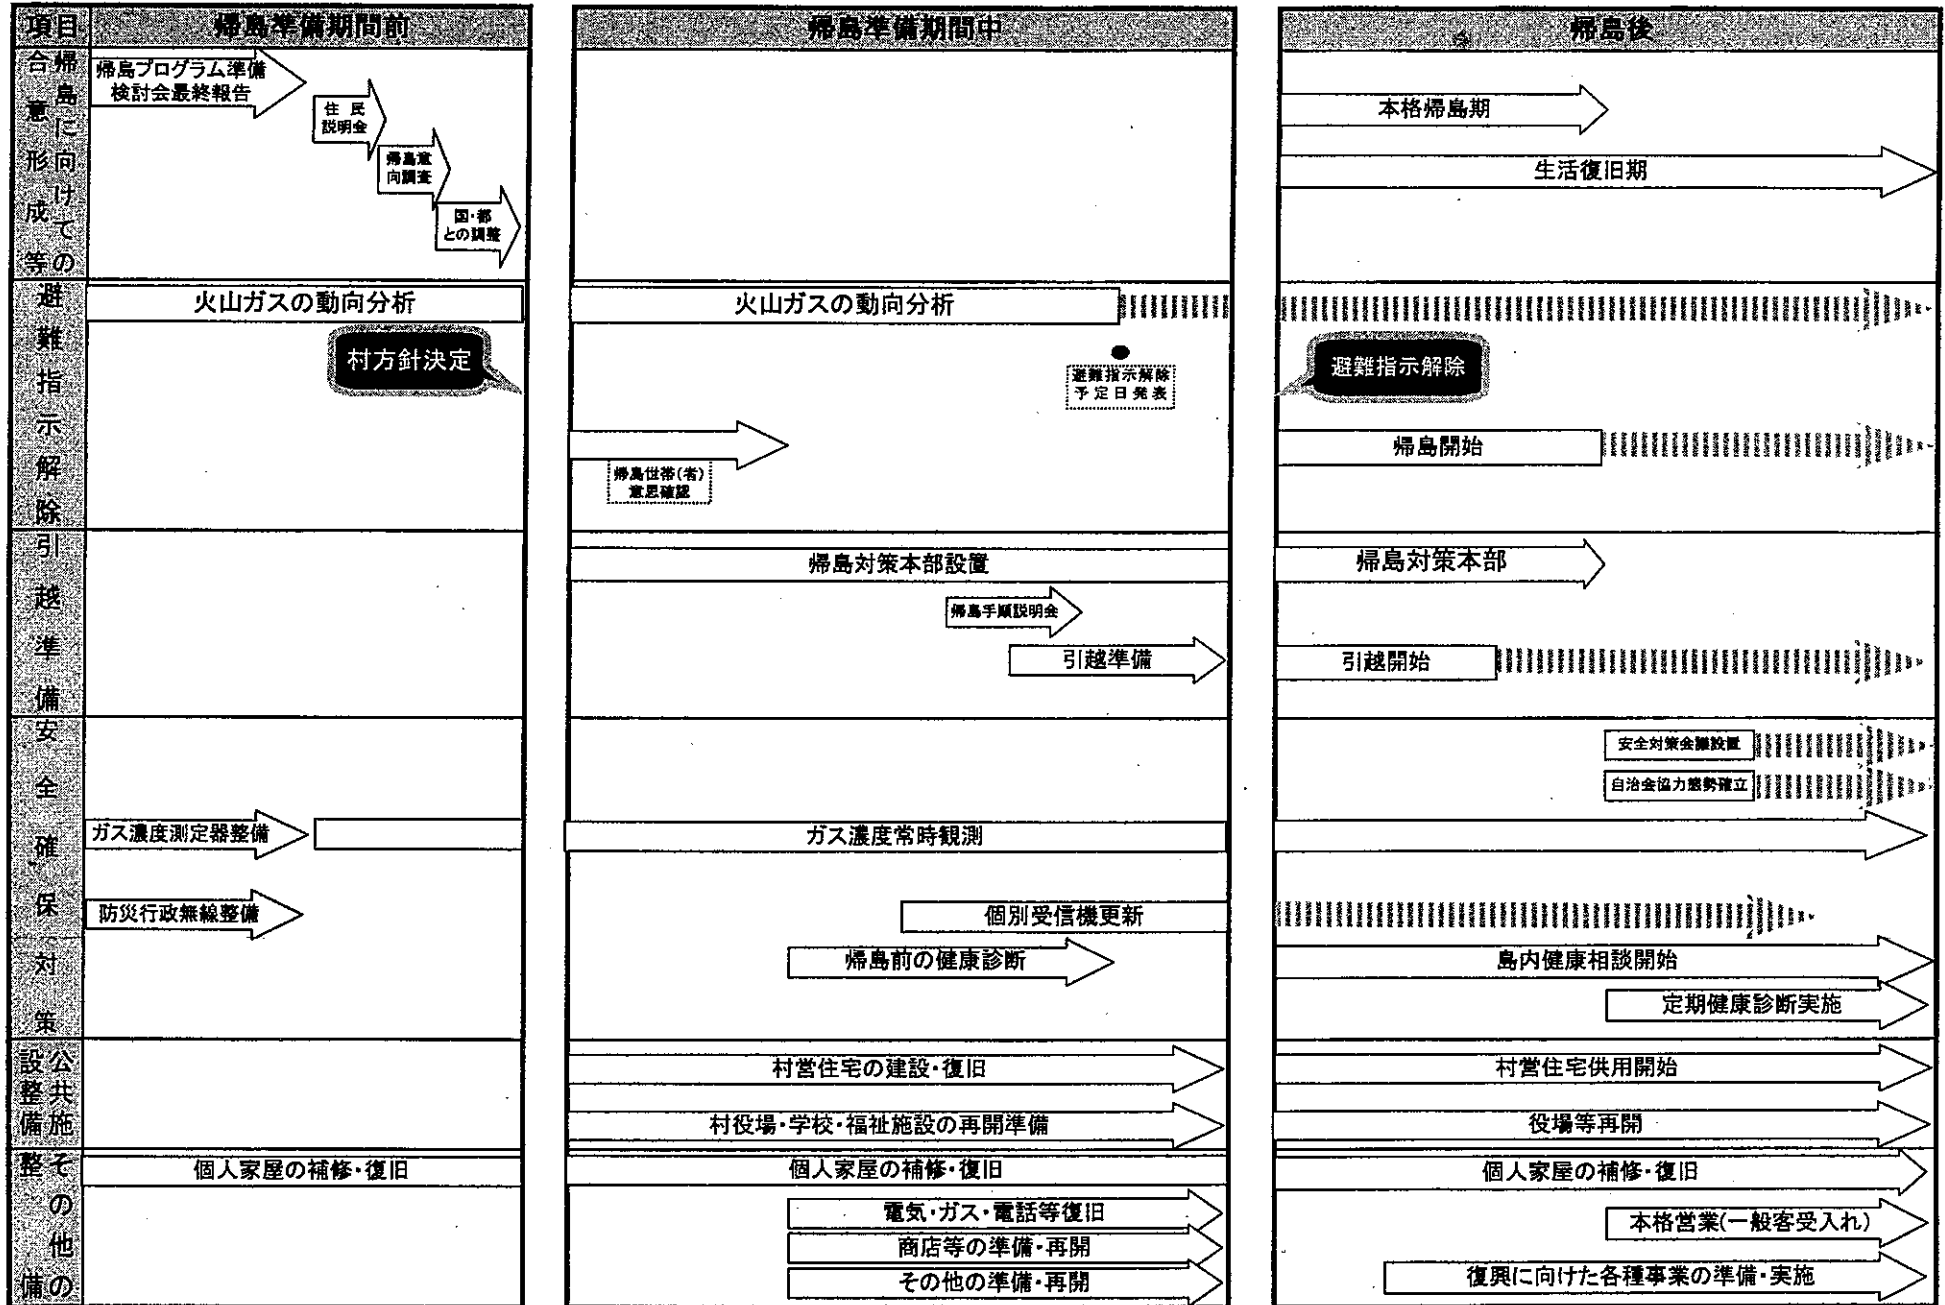 項目
帰島準備期間前
帰島準備期間中
帰島後
帰島に向けての
合意形成等
帰島プログラム準備
検討会最終報告
住民
説明会
帰島意
向調査
国・都
との調整
本格帰島期
生活復旧期
避難指示解除
火山ガスの動向分析
火山ガスの動向分析
村方針決定
避難指示解除
予定日発表
避難指示解除
帰島世帯(者)
意思確認
帰島開始
引越準備
帰島対策本部設置
帰島対策本部
帰島手順説明会
引越準備
引越開始
安全確保対策
安全対策会議設置
自治会協力態勢確立
ガス濃度測定器整備
ガス濃度常時観測
防災行政無線整備
個別受信機更新
帰島前の健康診断
島内健康相談開始
定期健康診断実施
公共施
設整備
村営住宅の建設・復旧
村営住宅供用開始
村役場・学校・福祉施設の再開準備
役場等再開
その他の
整備
個人家屋の補修・復旧
個人家屋の補修・復旧
個人家屋の補修・復旧
電気・ガス・電話等復旧
本格営業(一般客受入れ)
商店等の準備・再開
その他の準備・再開
復興に向けた各種事業の準備・実施